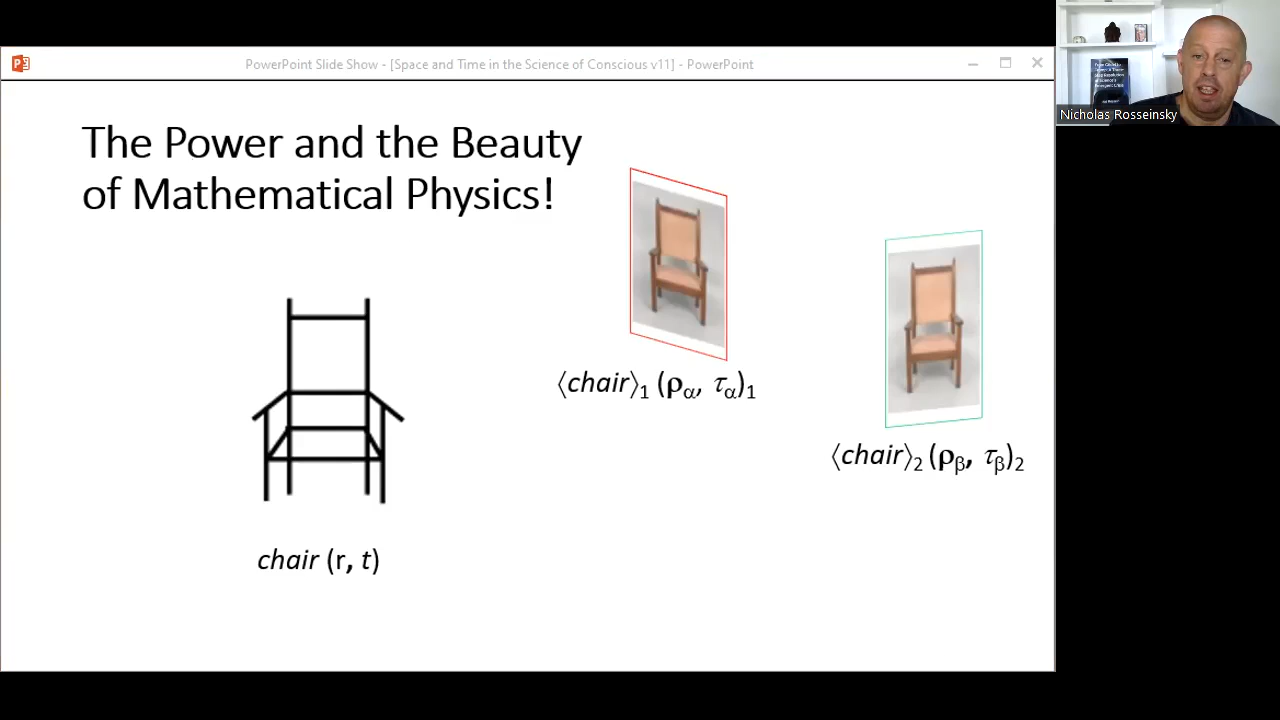 PowerPoint Slide Show - [Space and Time in the Science of Conscious v11] - PowerPoint
The Power and the Beauty
of Mathematical Physics!
⟨chair⟩₁ (ρα, τα)₁
⟨chair⟩₂ (ρβ, τβ)₂
chair (r, t)
Nicholas Rosseinsky